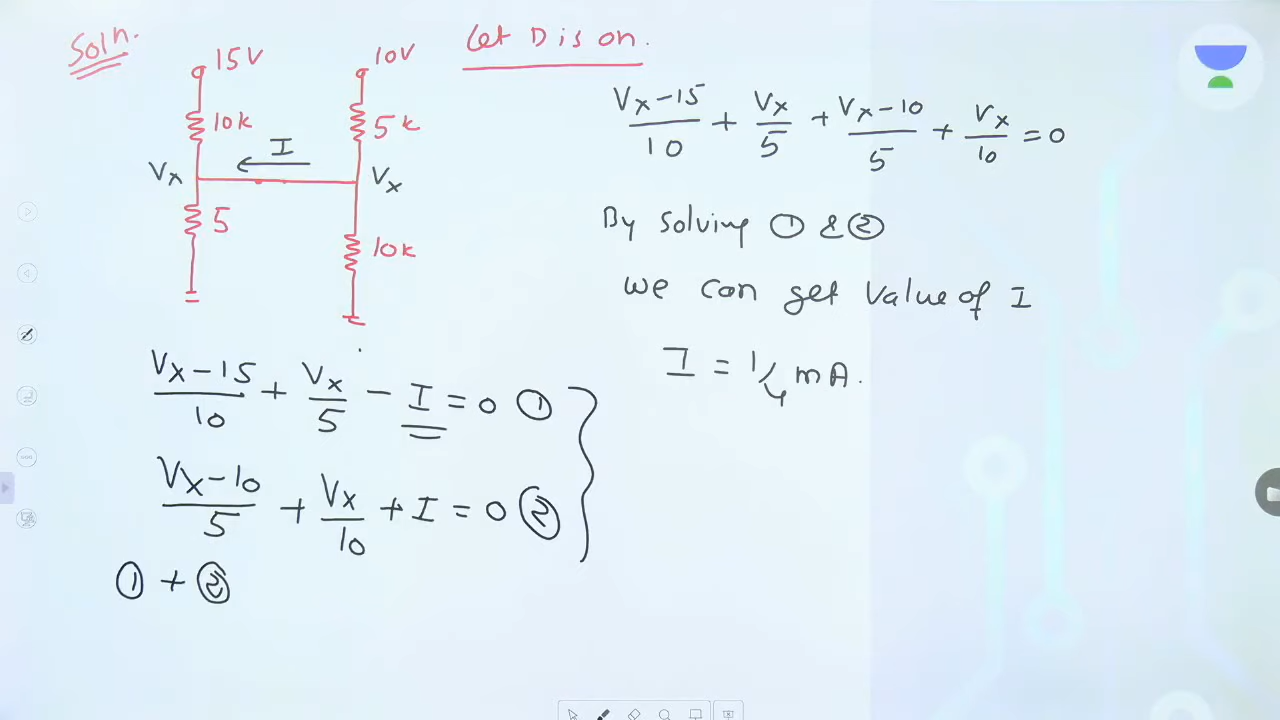 Soln.
Let D is on.
15V
10V
10k
5k
I
Vx
Vx
5
10k
Vx-15/10 + Vx/5 + Vx-10/5 + Vx/10 = 0
By solving ① & ②
we can get value of I
I = 1/4 mA.
Vx-15/10 + Vx/5 - I = 0 ①
Vx-10/5 + Vx/10 + I = 0 ②
① + ②